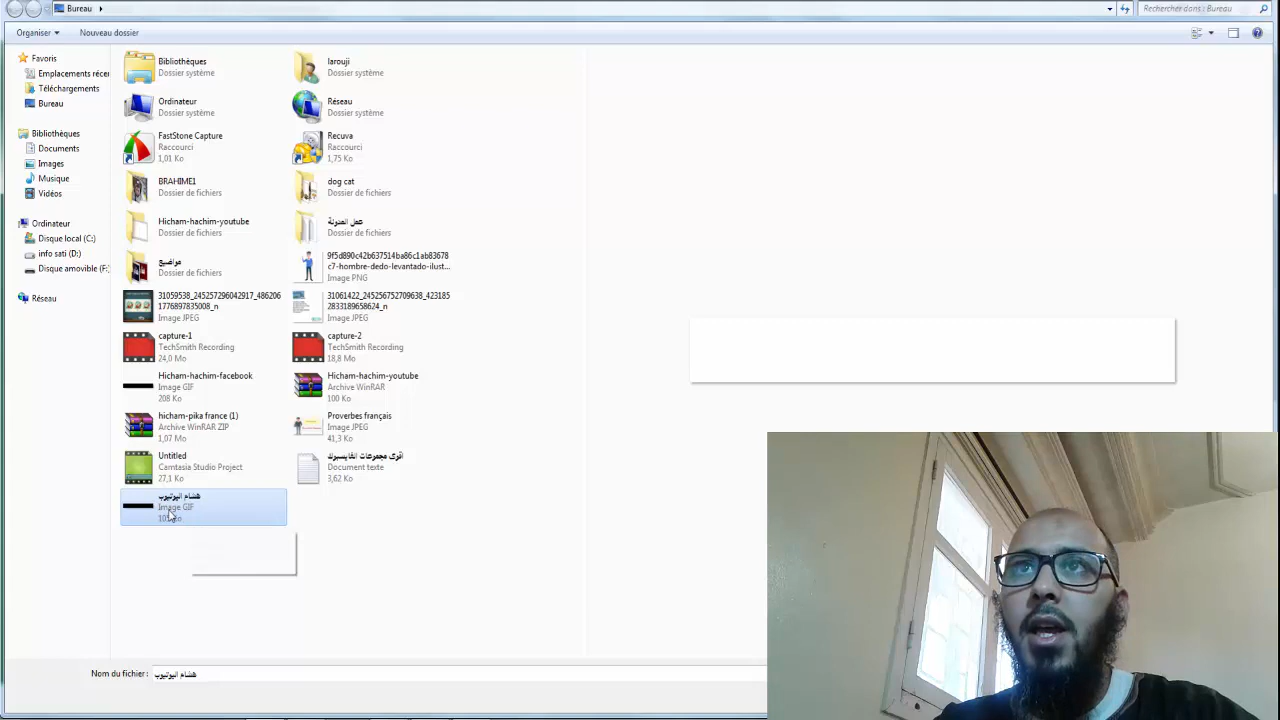 Bureau
Rechercher dans : Bureau
Organiser
Nouveau dossier
Favoris
Emplacements récen
Téléchargements
Bureau
Bibliothèques
Documents
Images
Musique
Vidéos
Ordinateur
Disque local (C:)
info sati (D:)
Disque amovible (F:
Réseau
Bibliothèques
Dossier système
larouji
Dossier système
Ordinateur
Dossier système
Réseau
Dossier système
FastStone Capture
Raccourci
1,01 Ko
Recuva
Raccourci
1,75 Ko
BRAHIME1
Dossier de fichiers
dog cat
Dossier de fichiers
Hicham-hachim-youtube
Dossier de fichiers
عمل المدونة
Dossier de fichiers
مواضيع
Dossier de fichiers
9f5d890c42b637514ba86c1ab83678
c7-hombre-dedo-levantado-ilust...
Image PNG
31059538_245257296042917_486206
1776897835008_n
Image JPEG
31061422_245256752709638_423185
2833189658624_n
Image JPEG
capture-1
TechSmith Recording
24,0 Mo
capture-2
TechSmith Recording
18,8 Mo
Hicham-hachim-facebook
Image GIF
208 Ko
Hicham-hachim-youtube
Archive WinRAR
100 Ko
hicham-pika france (1)
Archive WinRAR ZIP
1,07 Mo
Proverbes français
Image JPEG
41,3 Ko
Untitled
Camtasia Studio Project
27,1 Ko
أقوى مجموعات الفايسبوك
Document texte
3,62 Ko
هشام اليوتيوب
Image GIF
Ko
Nom du fichier :
هشام اليوتيوب